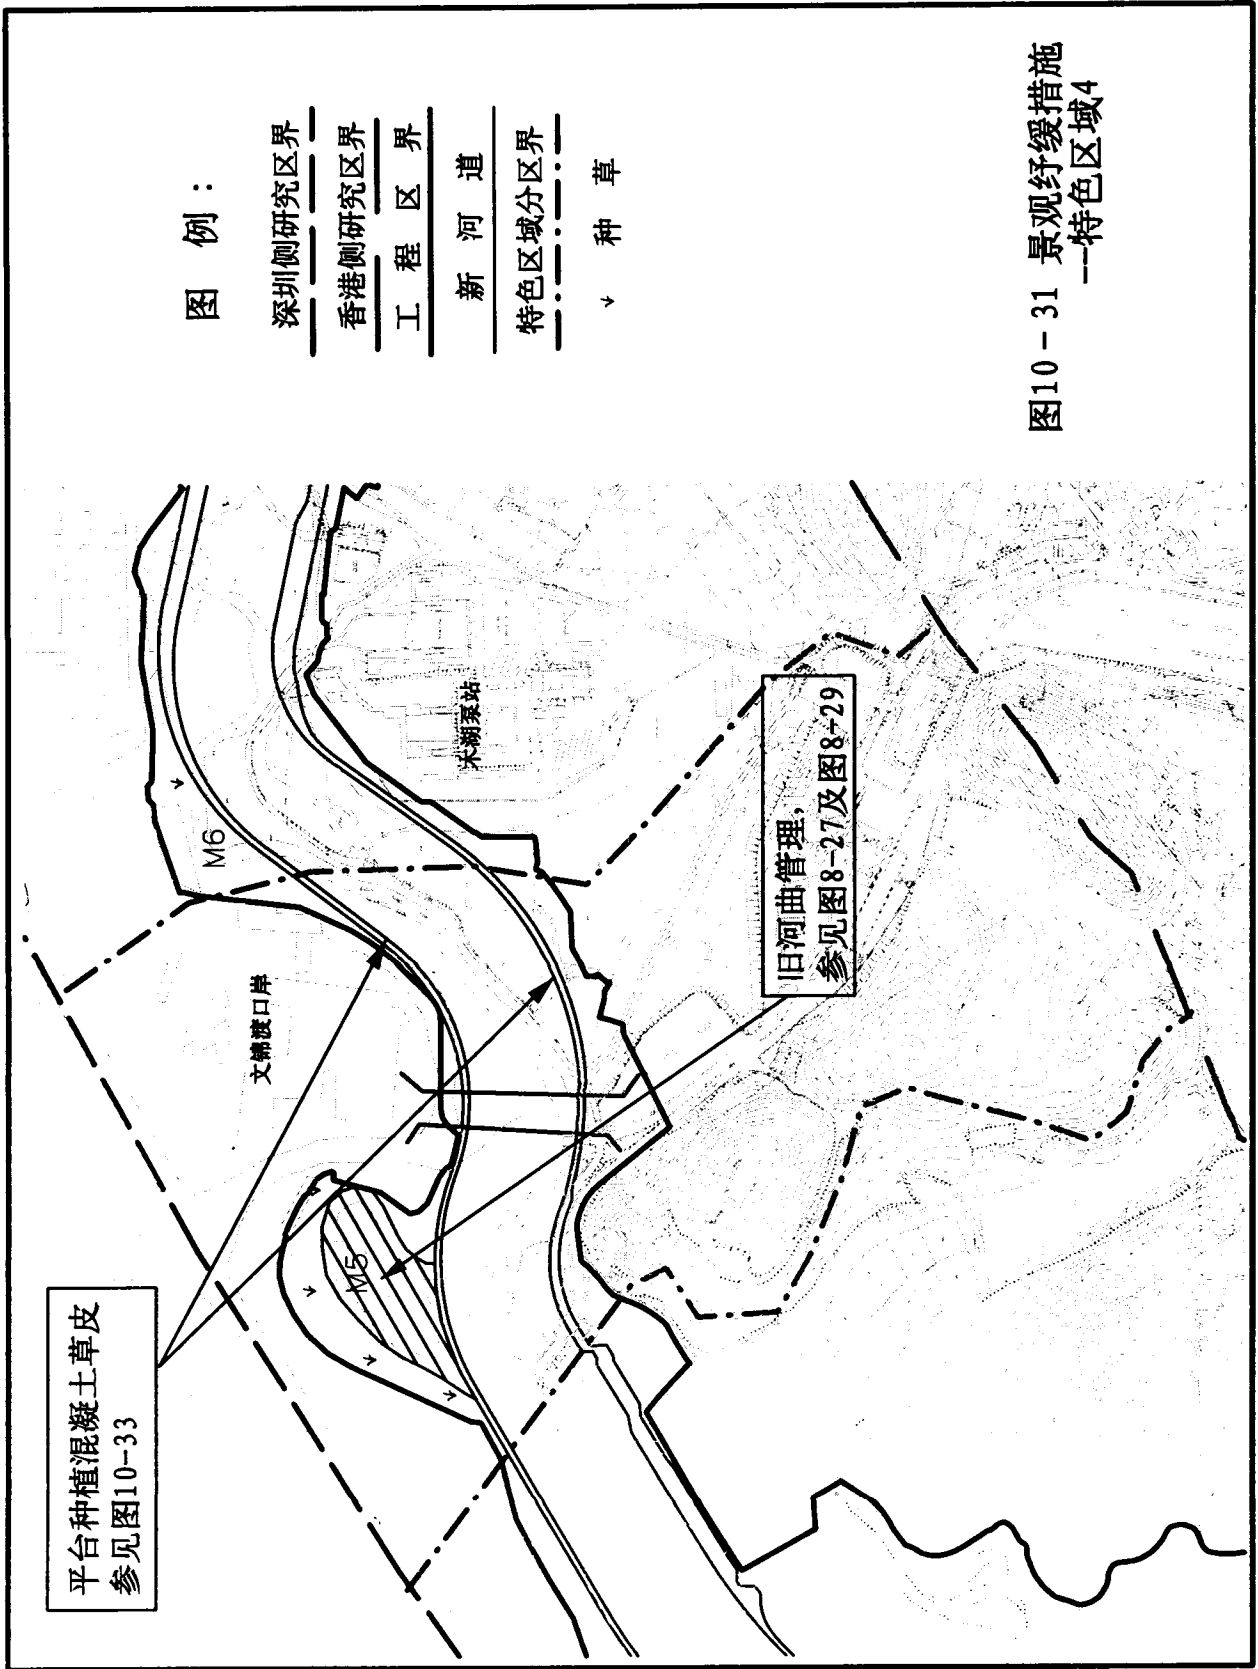 平台种植混凝土草皮
参见图10-33
文锦渡口岸
M6
M5
木湖泵站
旧河曲管理,
参见图8-27及图8-29
图 例：
深圳侧研究区界
香港侧研究区界
工 程 区 界
新 河 道
特色区域分区界
种 草
图10-31 景观纾缓措施
--特色区域4